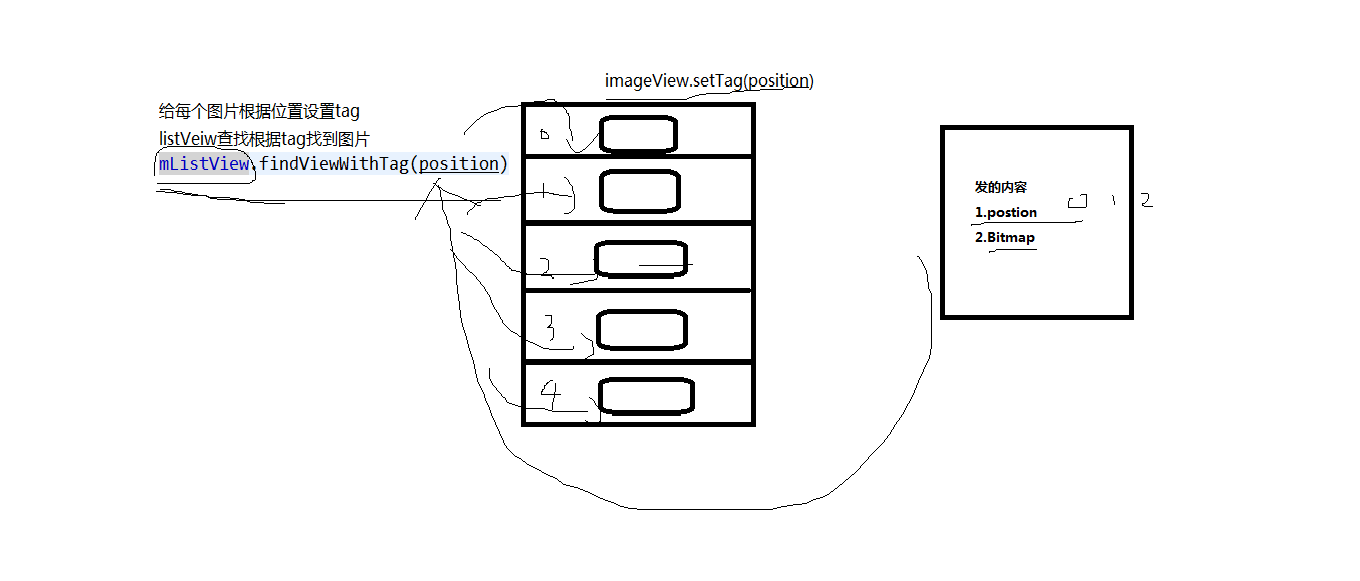 imageView.setTag(position)
给每个图片根据位置设置tag
listVeiw查找根据tag找到图片
mListView.findViewWithTag(position)
0
1
2
3
4
发的内容
1.postion 0 1 2
2.Bitmap